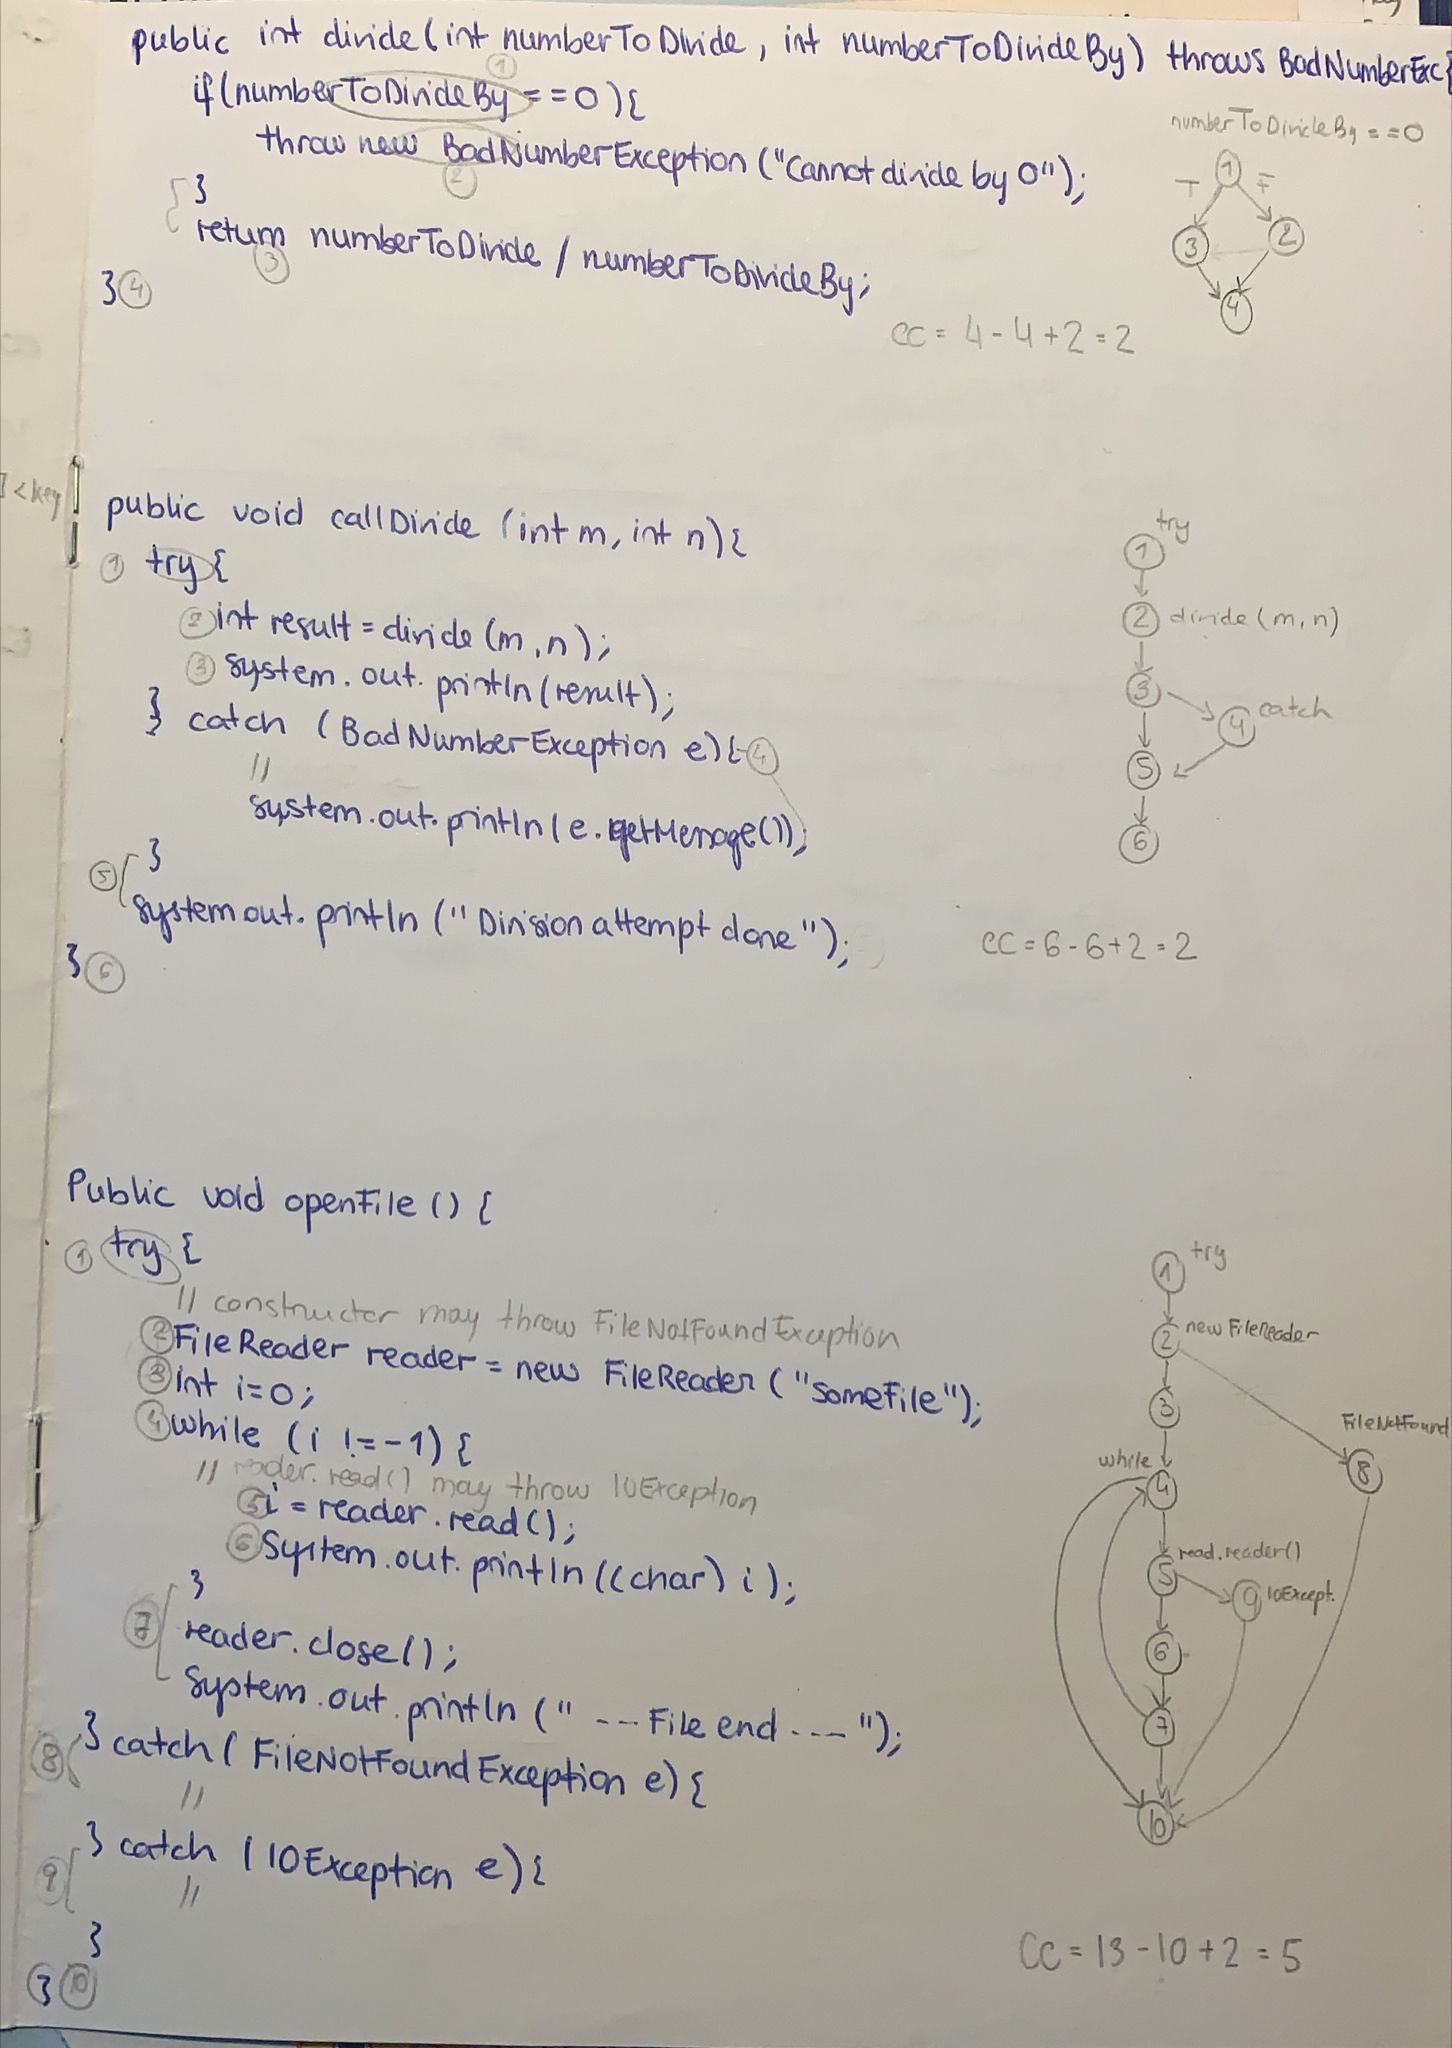 public int divide(int numberToDivide, int numberToDivideBy) throws BadNumberExc{
1
if(numberToDivideBy ==0){
throw new BadNumberException("Cannot divide by 0");
2
}
return numberToDivide / numberToDivideBy;
3
} 4
numberToDivideBy ==0
1
T F
3 2
4
CC = 4-4+2=2
I<key
public void callDivide (int m, int n){
1 try{
2 int result = divide (m,n);
3 system.out.println(result);
} catch (BadNumberException e){ 4
//
system.out.println(e.getMessage());
}
5
system out.println ("Division attempt done");
} 6
try
1
2 divide(m,n)
3
4 catch
5
6
CC = 6-6+2=2
Public void openFile () {
1 try {
// constructer may throw FileNotFoundException
2 FileReader reader = new FileReader ("someFile");
3 int i=0;
4 while (i !=-1) {
// reader.read() may throw IOException
5 i = reader.read();
6 System.out.println((char) i);
}
7 reader.close();
System.out.println (" --File end --- ");
8 } catch( FileNotFoundException e){
//
9 } catch (IOException e){
//
}
} 10
1 try
2 new FileReader
3
FileNotFound
while
4 8
read.reader()
5
9 IOExcept.
6
7
10
CC = 13-10+2=5